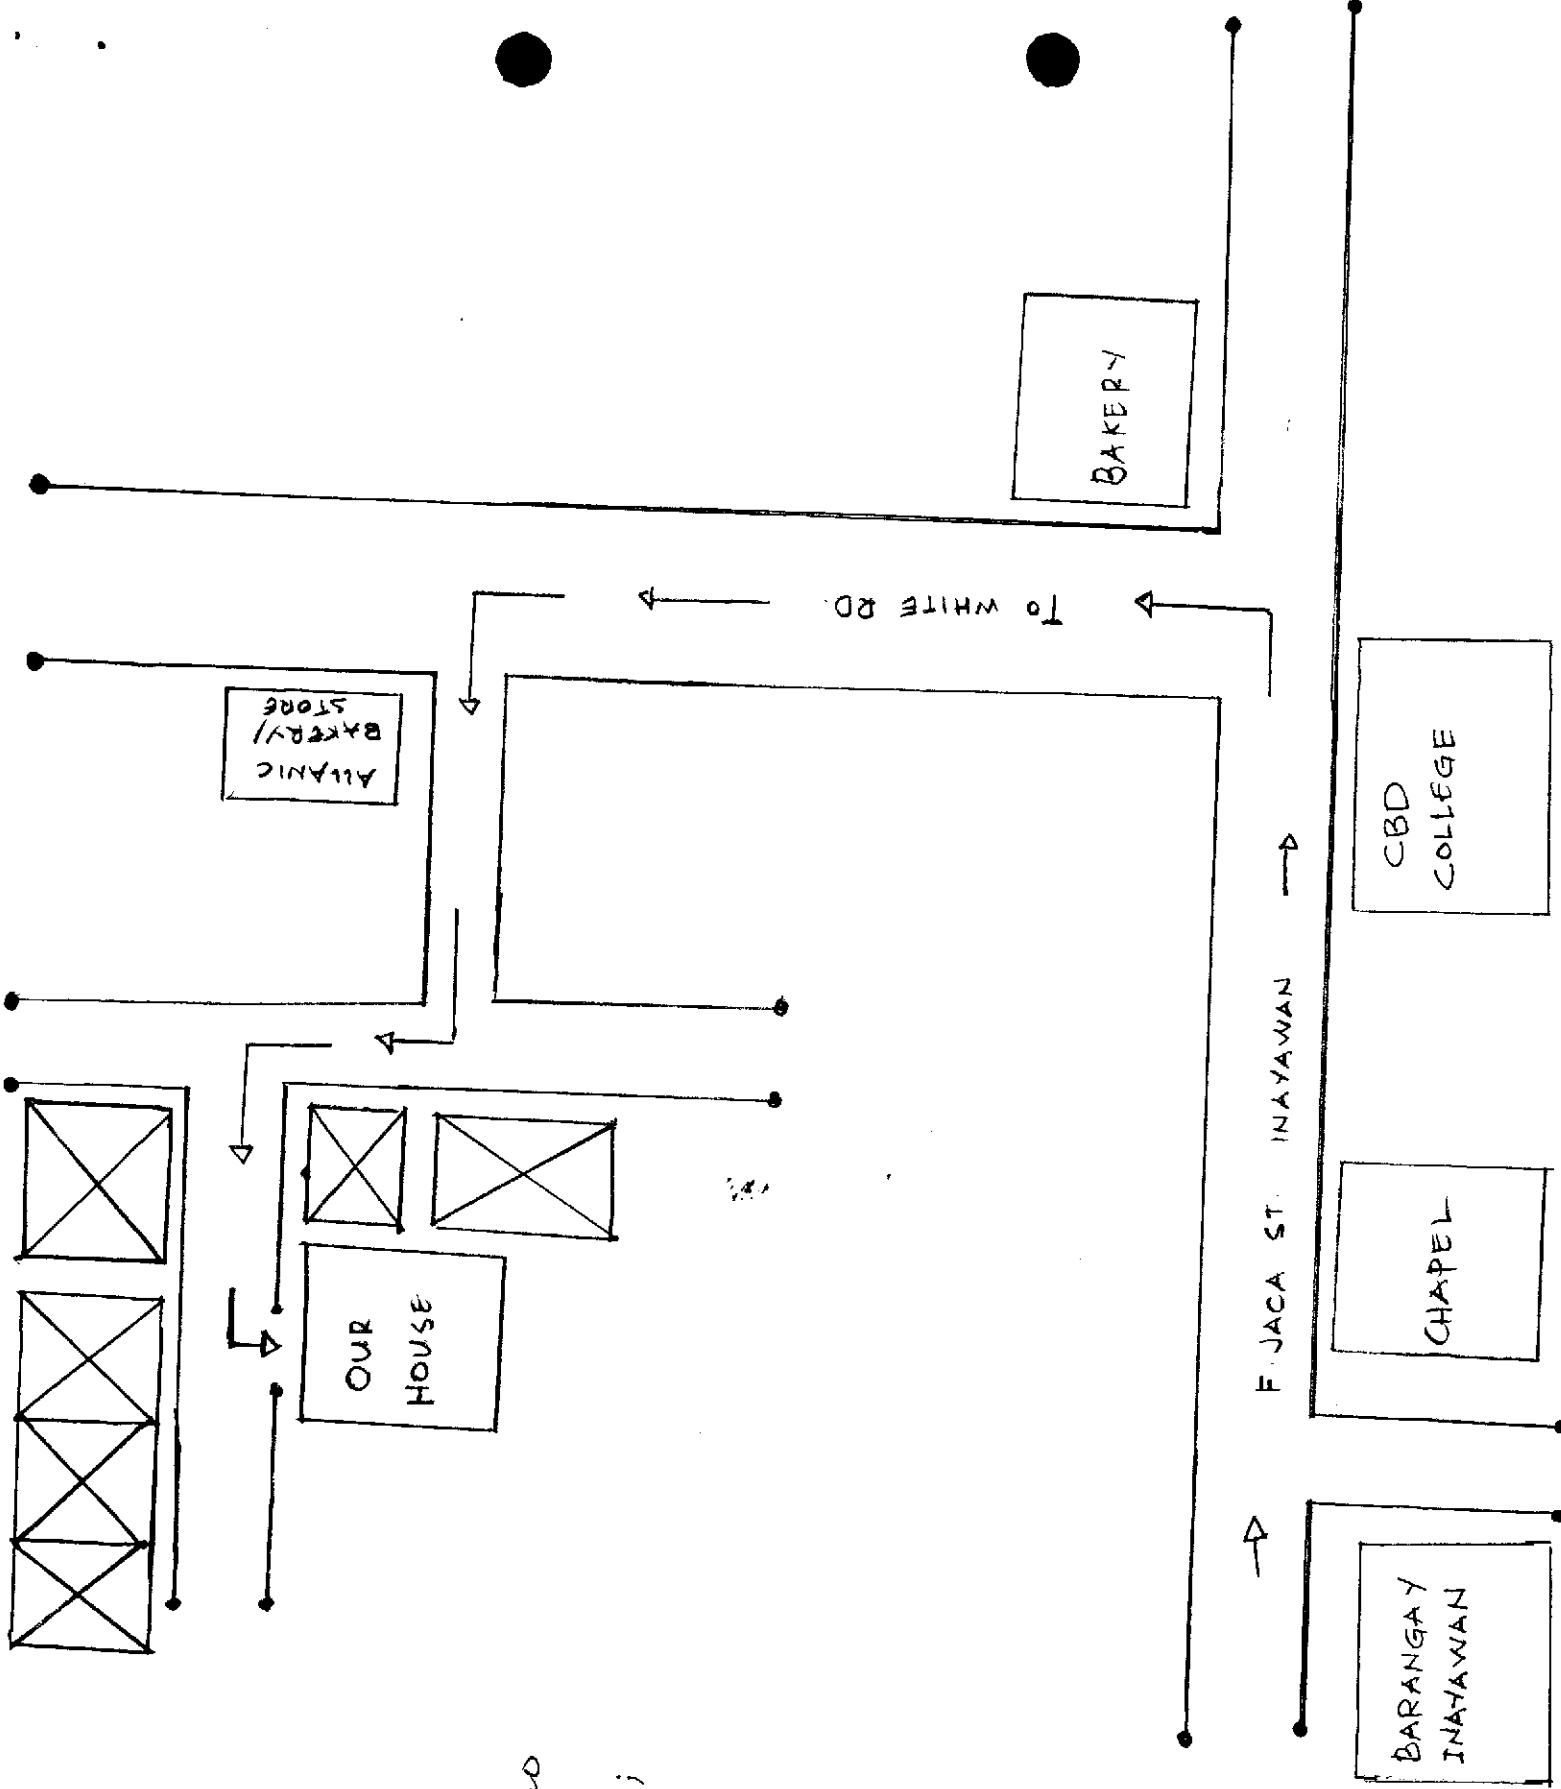 BAKERY
TO WHITE RD.
ALLANIC
BAKERY/
STORE
CBD
COLLEGE
F. JACA ST. INAYAWAN
CHAPEL
OUR
HOUSE
BARANGAY
INAYAWAN